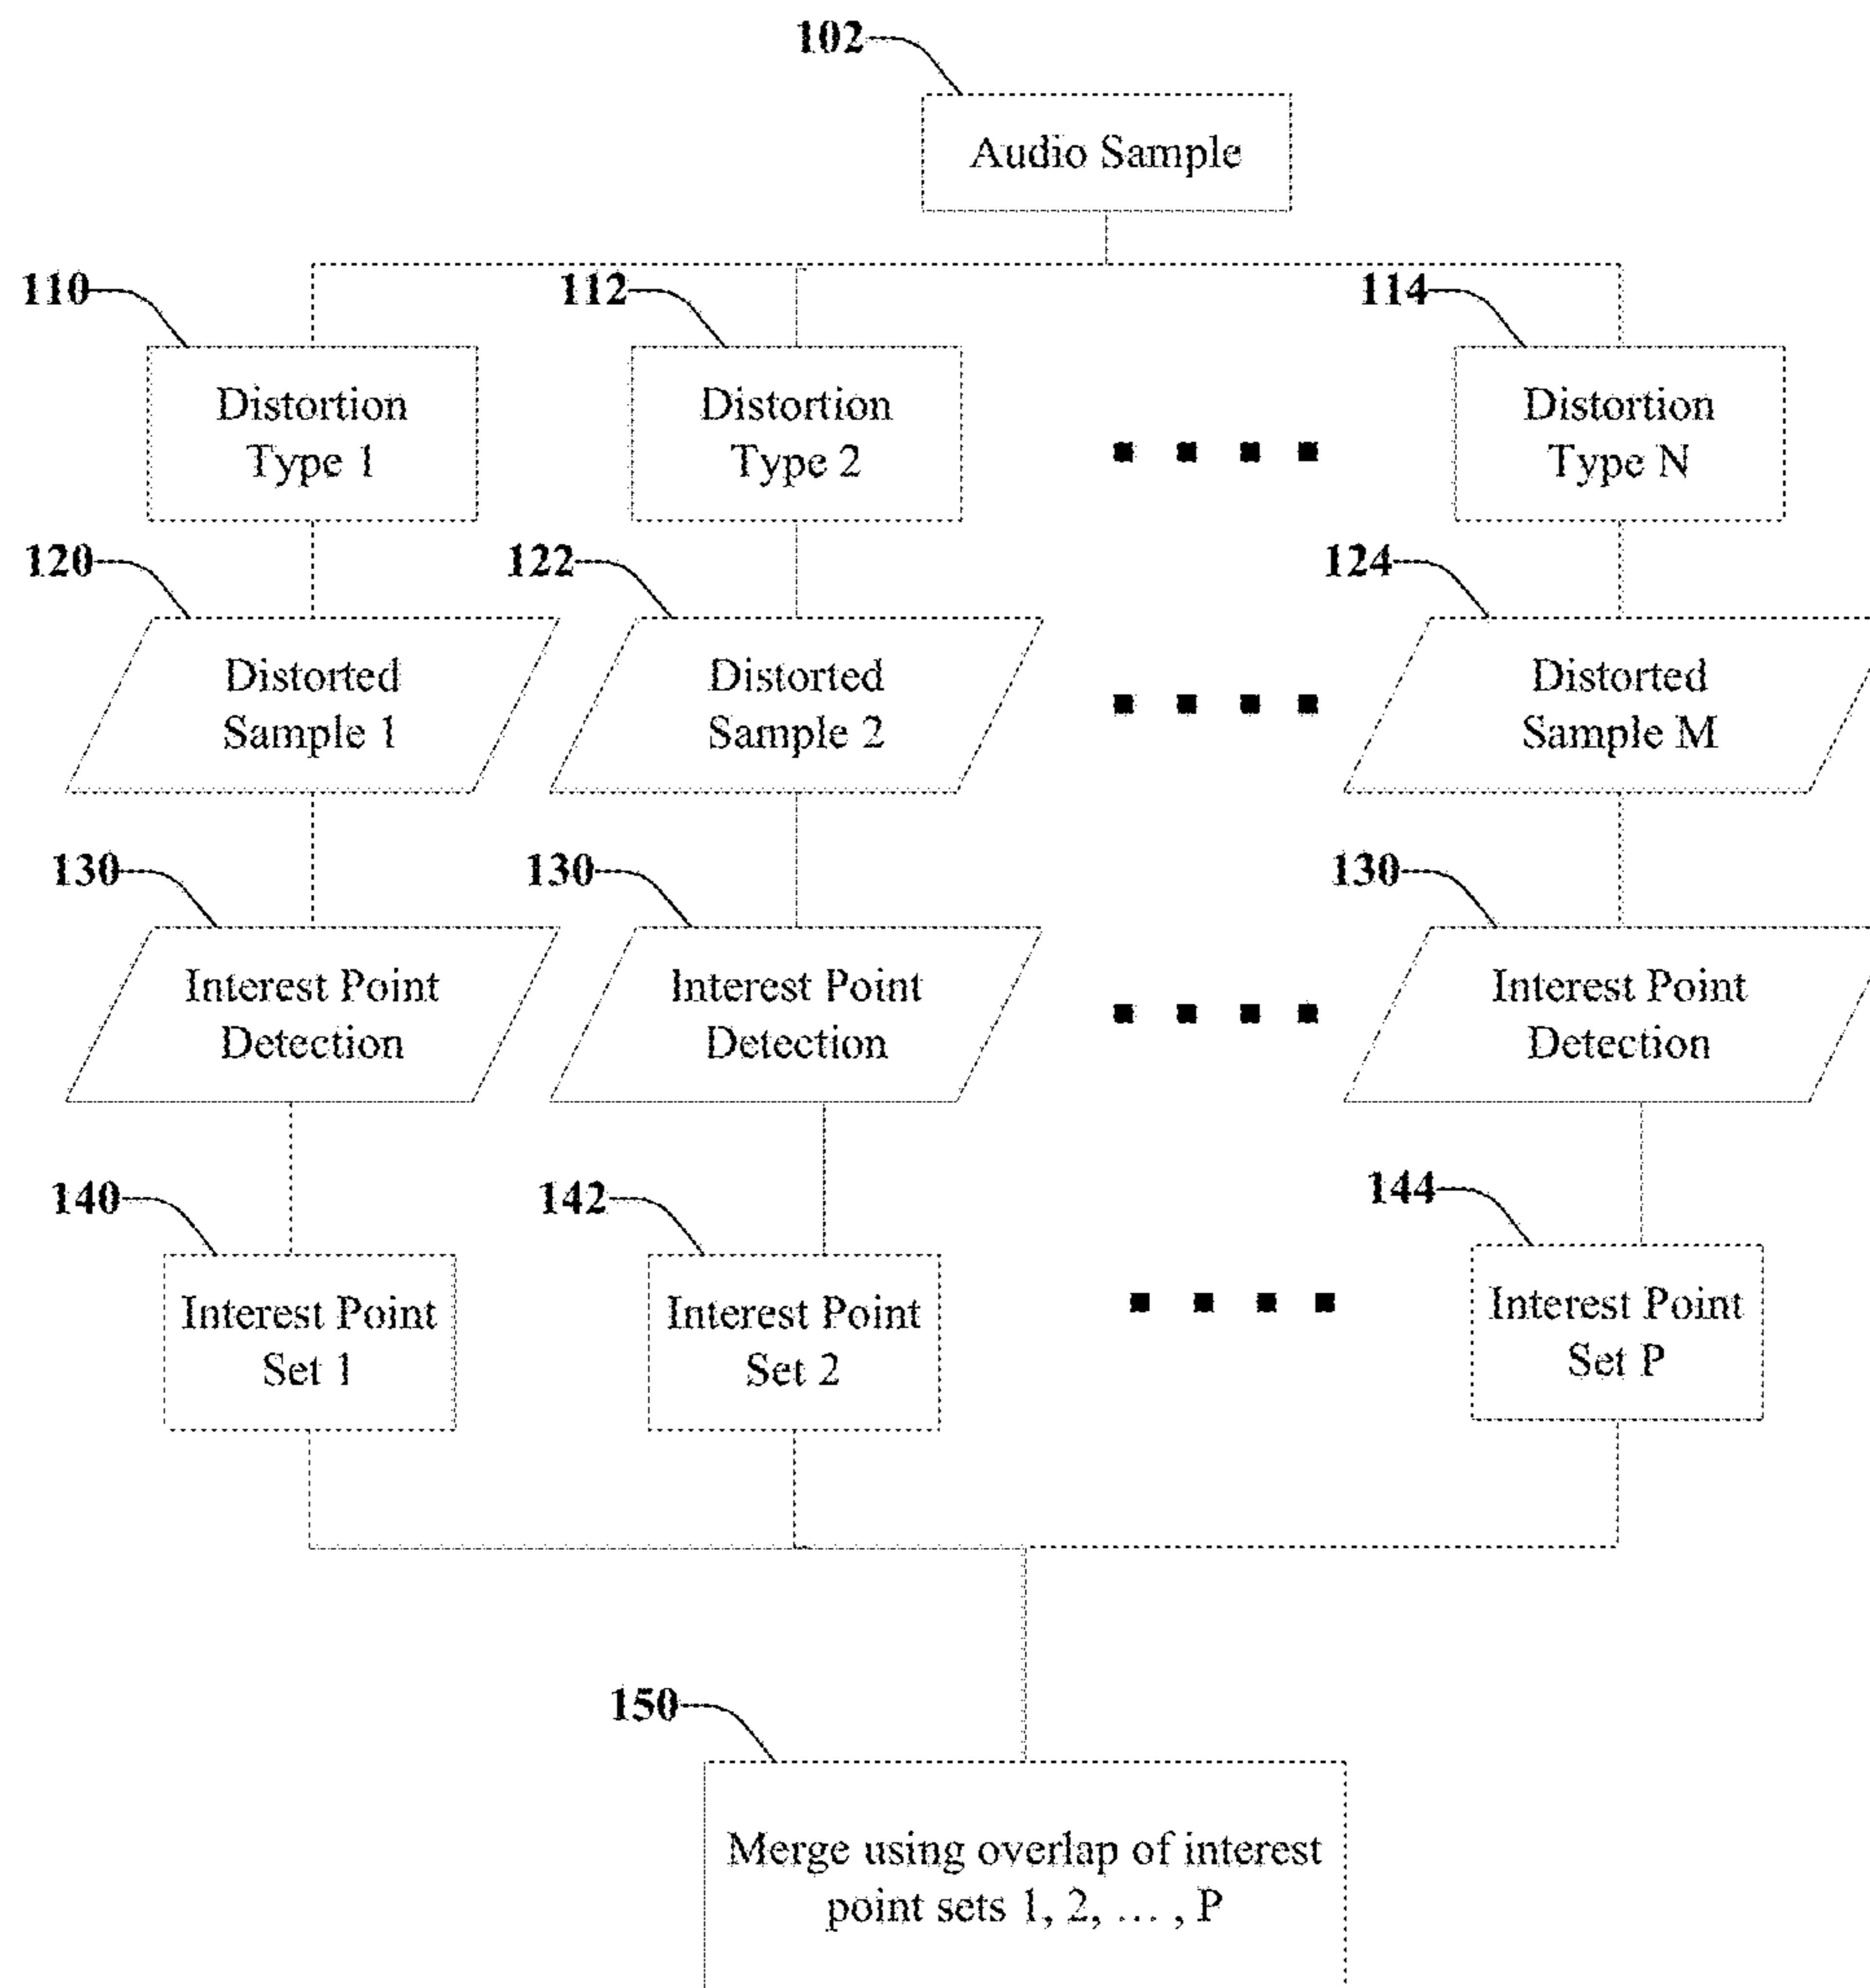 102
Audio Sample
110
112
114
Distortion
Type 1
Distortion
Type 2
Distortion
Type N
120
122
124
Distorted
Sample 1
Distorted
Sample 2
Distorted
Sample M
130
130
130
Interest Point
Detection
Interest Point
Detection
Interest Point
Detection
140
142
144
Interest Point
Set 1
Interest Point
Set 2
Interest Point
Set P
150
Merge using overlap of interest
point sets 1, 2, … , P